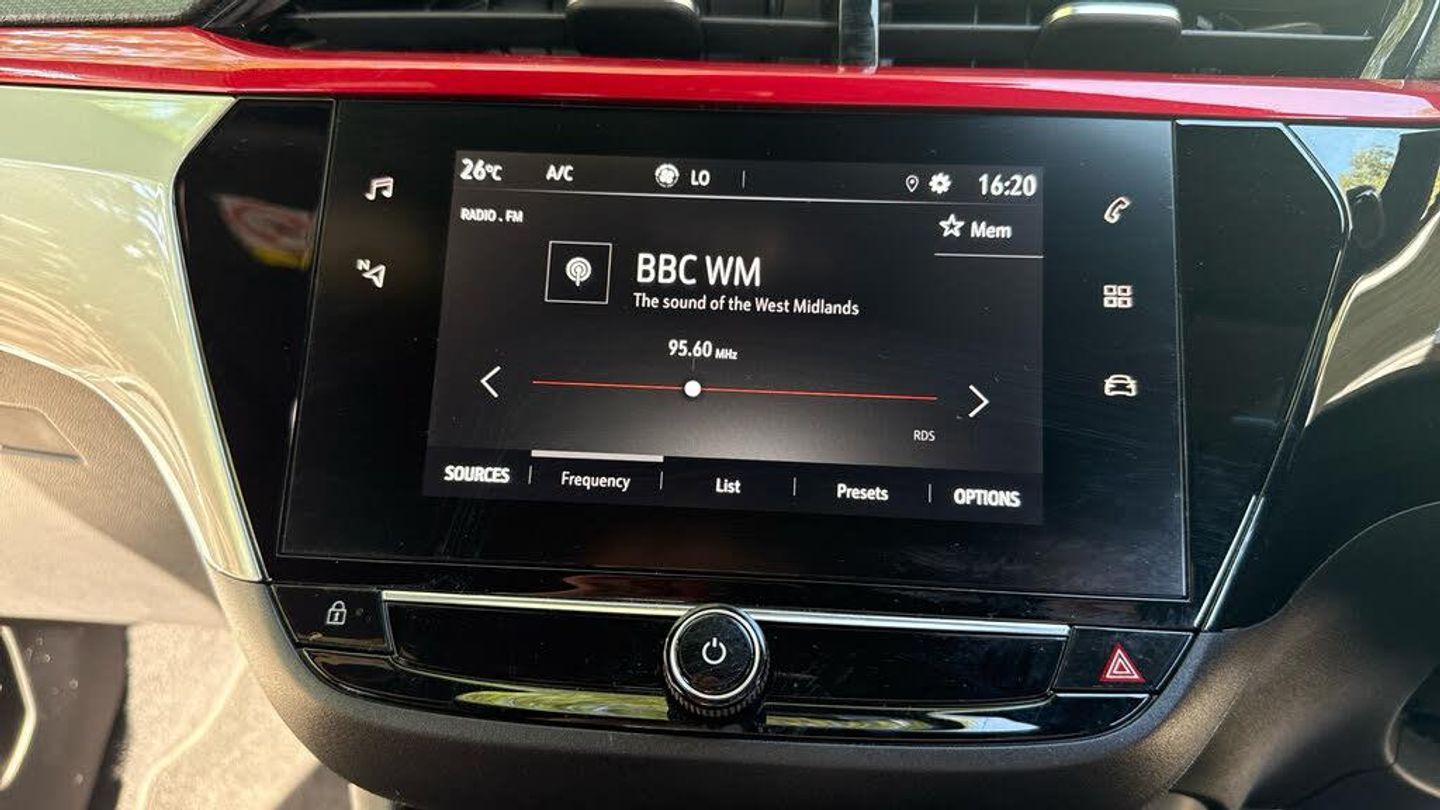 26°C A/C LO 16:20
RADIO . FM
Mem
BBC WM
The sound of the West Midlands
95.60 MHz
RDS
SOURCES Frequency List Presets OPTIONS
N